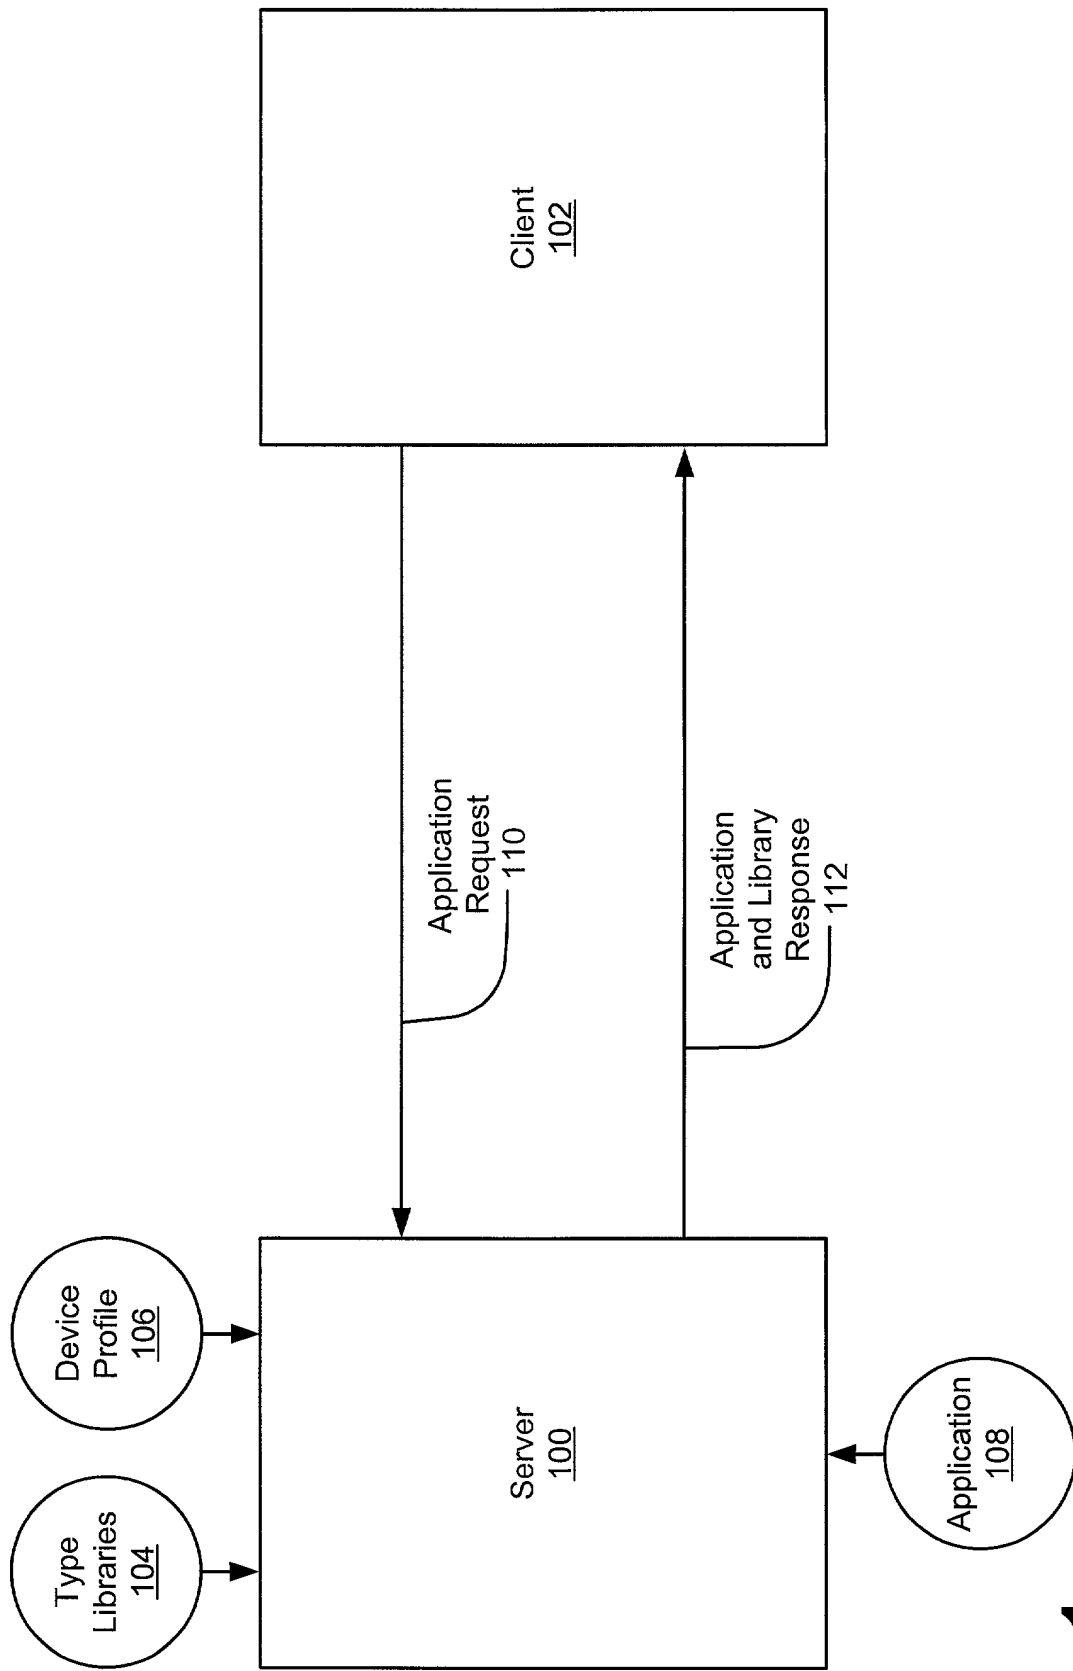 Type
Libraries
104
Device
Profile
106
Server
100
Application
108
Application
Request
110
Application
and Library
Response
112
Client
102